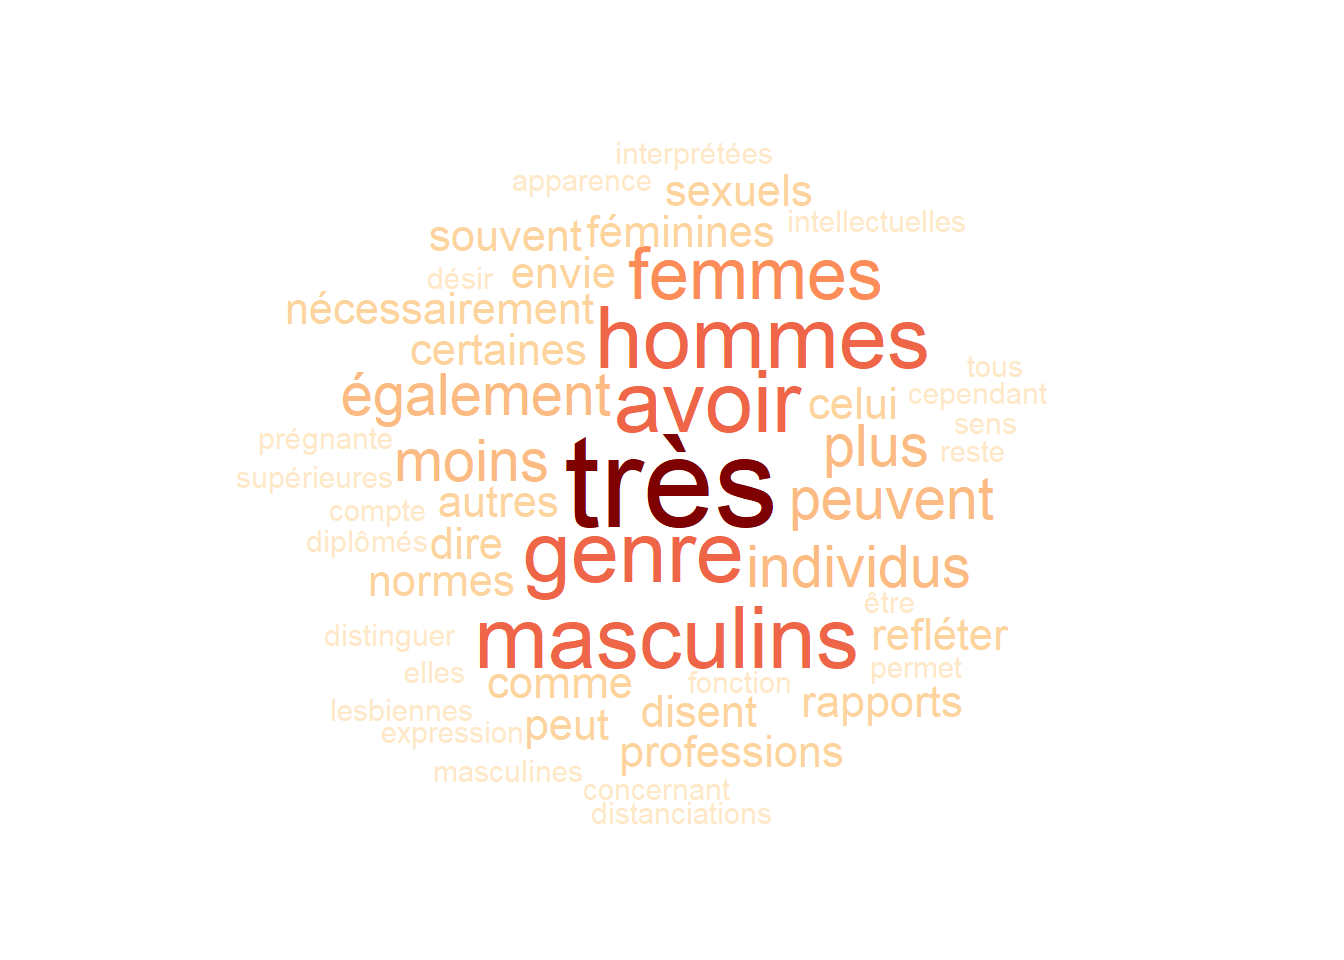 interprétées
apparence
sexuels
intellectuelles
souvent
féminines
désir
envie
femmes
nécessairement
hommes
certaines
tous
également
avoir
celui
cependant
sens
prégnante
moins
plus
reste
supérieures
très
autres
peuvent
compte
diplômés
dire
genre
individus
normes
être
distinguer
masculins
refléter
elles
comme
fonction
permet
lesbiennes
disent
rapports
expression
peut
professions
masculines
concernant
distanciations